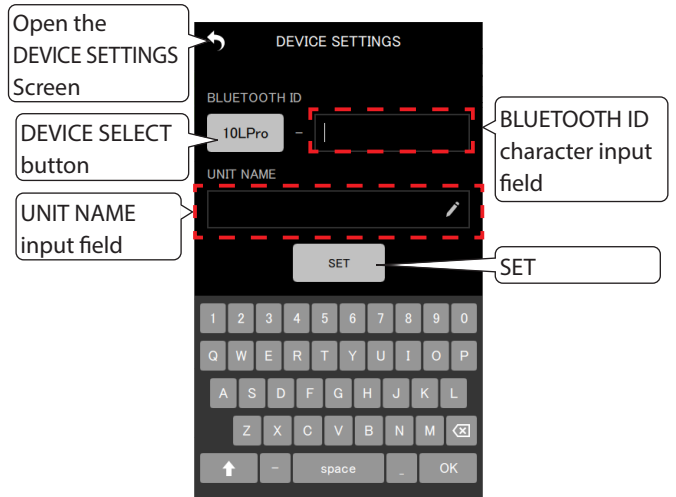 Open the
DEVICE SETTINGS
Screen
DEVICE SETTINGS
BLUETOOTH ID
10LPro –
DEVICE SELECT
button
BLUETOOTH ID
character input
field
UNIT NAME
UNIT NAME
input field
SET
SET
1 2 3 4 5 6 7 8 9 0
Q W E R T Y U I O P
A S D F G H J K L
Z X C V B N M
– space _ OK